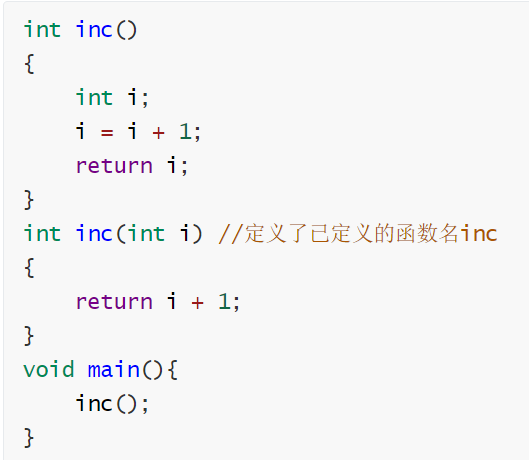 int inc()
{
    int i;
    i = i + 1;
    return i;
}
int inc(int i) //定义了已定义的函数名inc
{
    return i + 1;
}
void main(){
    inc();
}